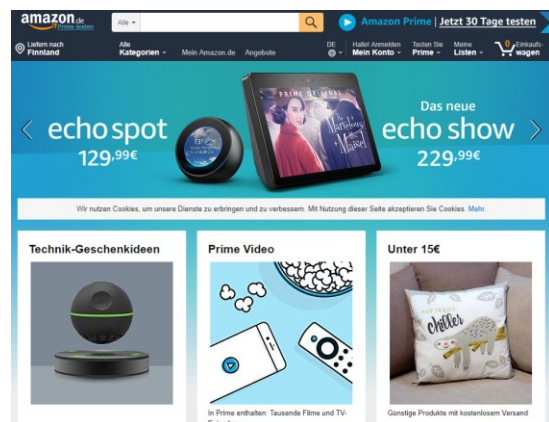 amazon.de
Prime testen
Alle
Amazon Prime | Jetzt 30 Tage testen
Liefern nach
Finnland
Alle
Kategorien
Mein Amazon.de
Angebote
DE
Hallo! Anmelden
Mein Konto
Testen Sie
Prime
Meine
Listen
0
Einkaufs-
wagen
echo spot
129,99€
PRIME ORIGINAL
The
Marvelous
Mrs.
Maisel
Das neue
echo show
229,99€
Wir nutzen Cookies, um unsere Dienste zu erbringen und zu verbessern. Mit Nutzung dieser Seite akzeptieren Sie Cookies. Mehr.
Technik-Geschenkideen
Prime Video
Unter 15€
chiller
In Prime enthalten: Tausende Filme und TV-
Günstige Produkte mit kostenlosem Versand